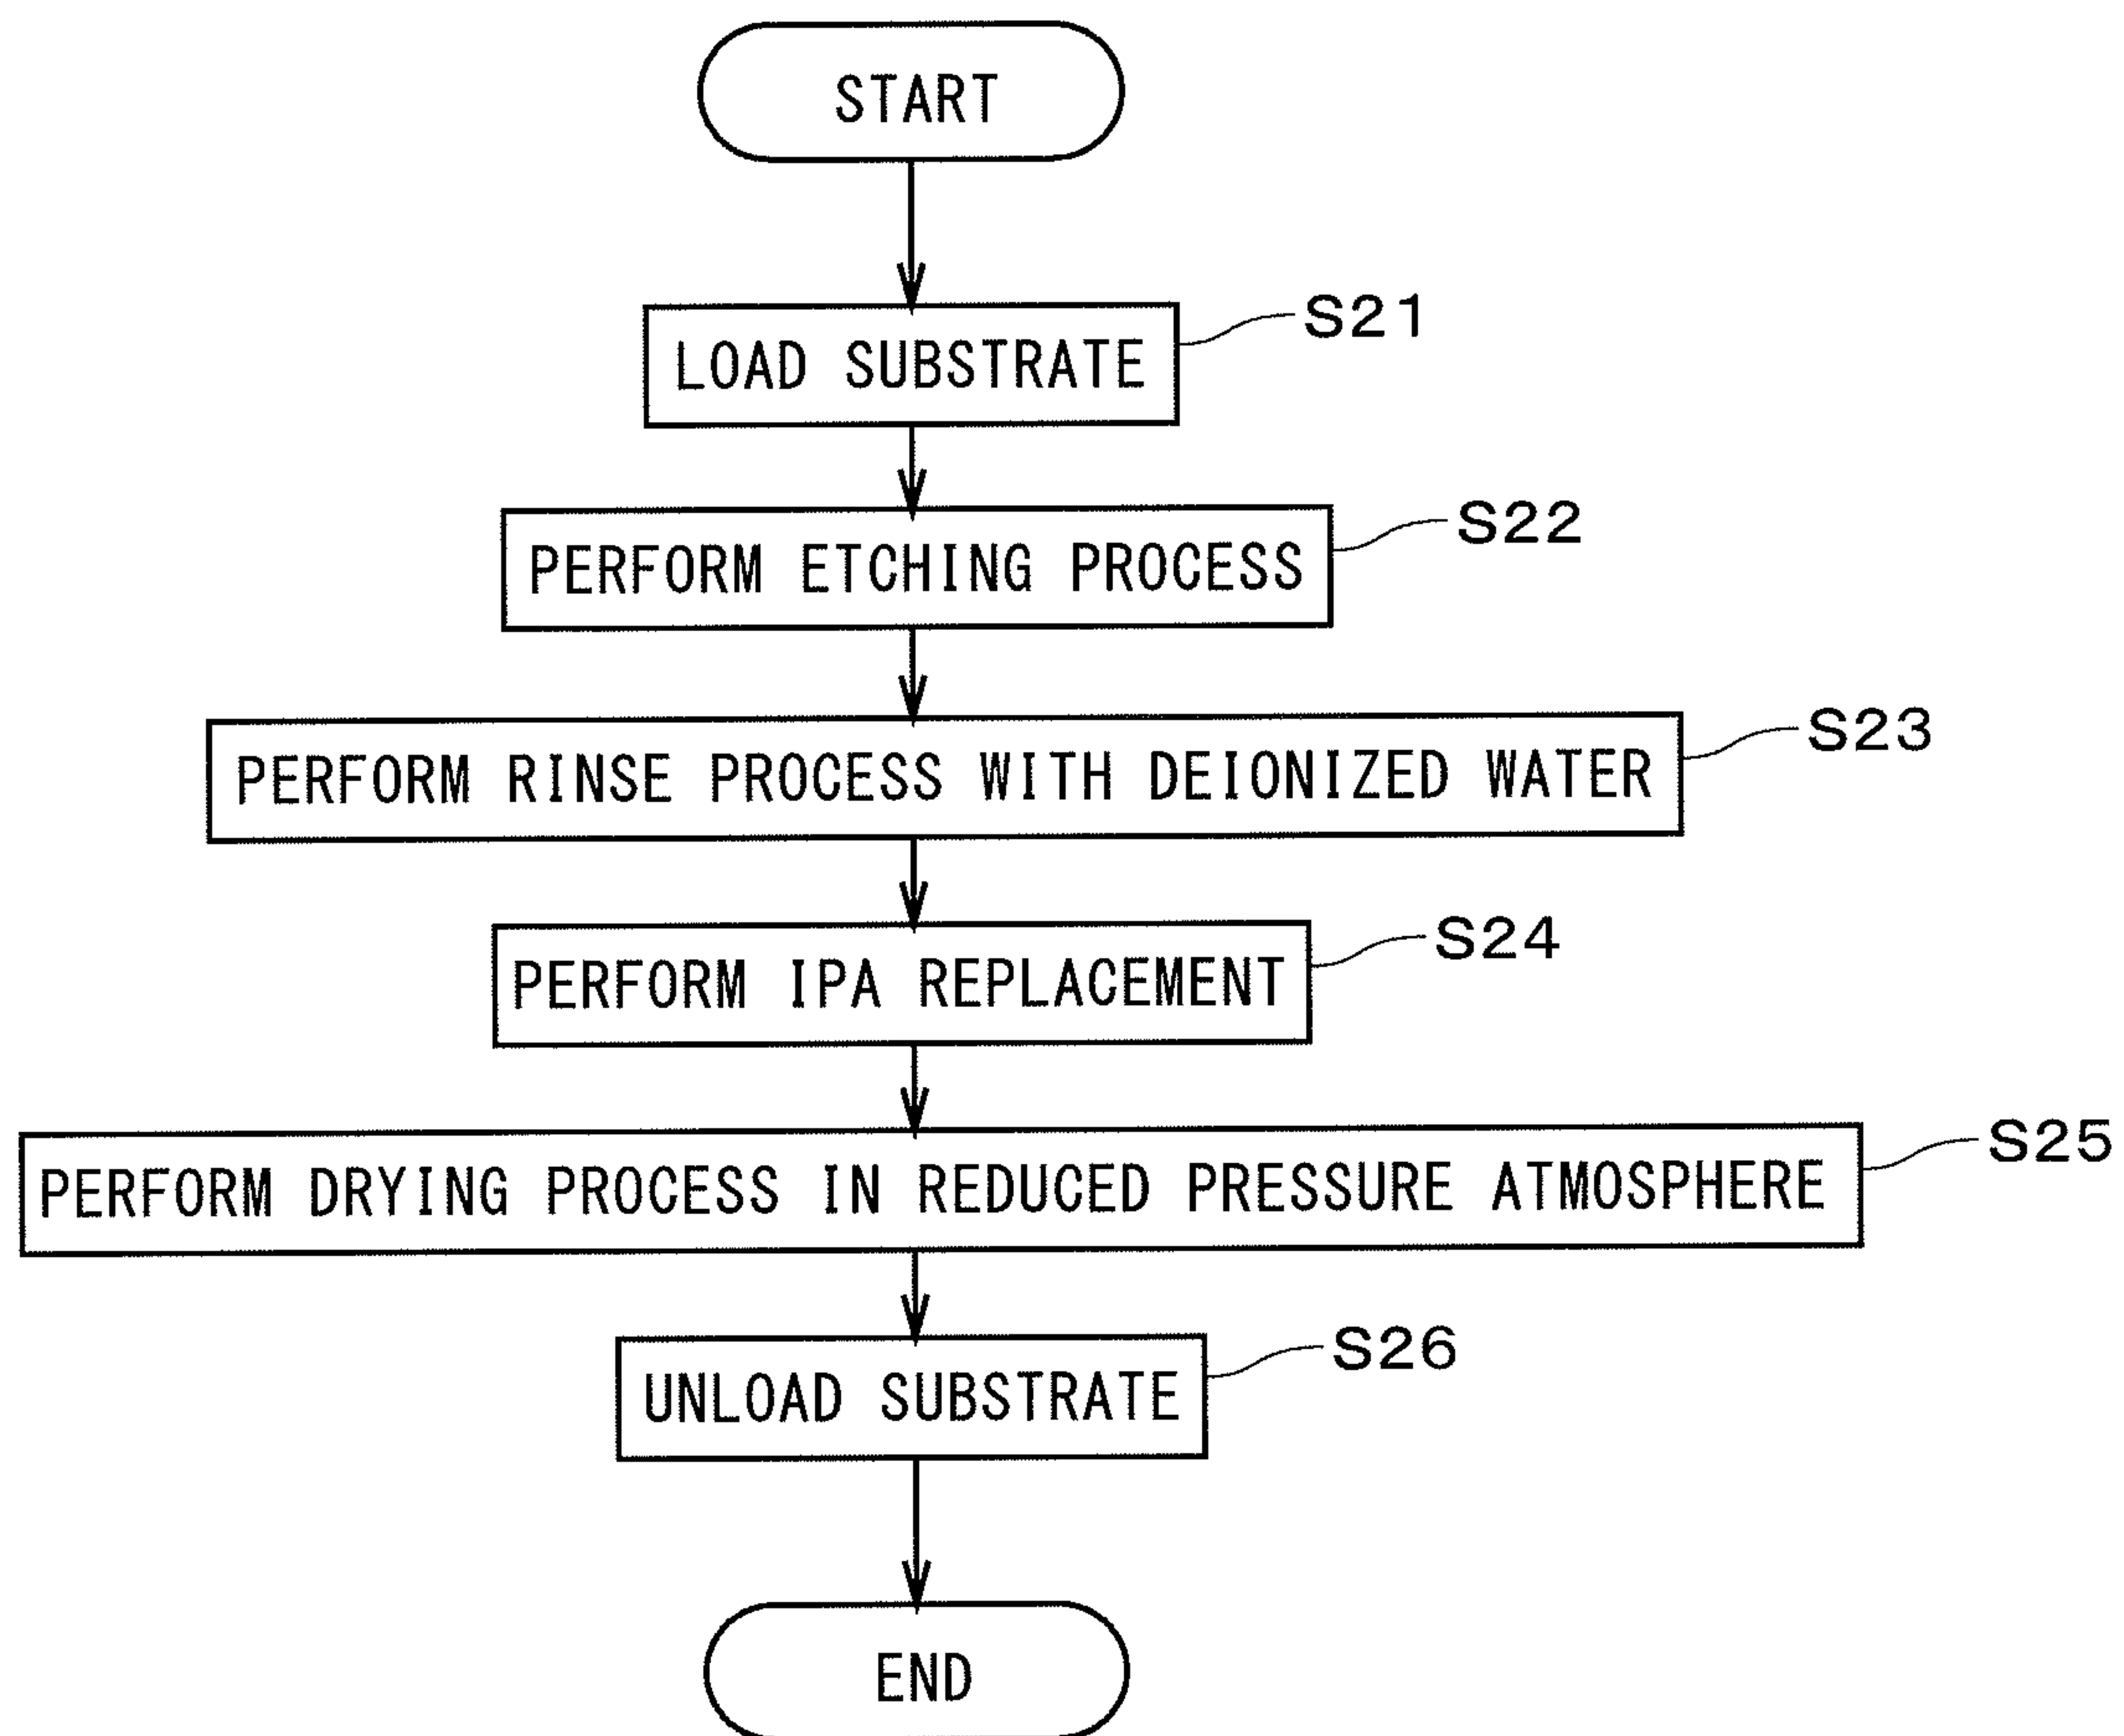 START
LOAD SUBSTRATE
S21
PERFORM ETCHING PROCESS
S22
PERFORM RINSE PROCESS WITH DEIONIZED WATER
S23
PERFORM IPA REPLACEMENT
S24
PERFORM DRYING PROCESS IN REDUCED PRESSURE ATMOSPHERE
S25
UNLOAD SUBSTRATE
S26
END